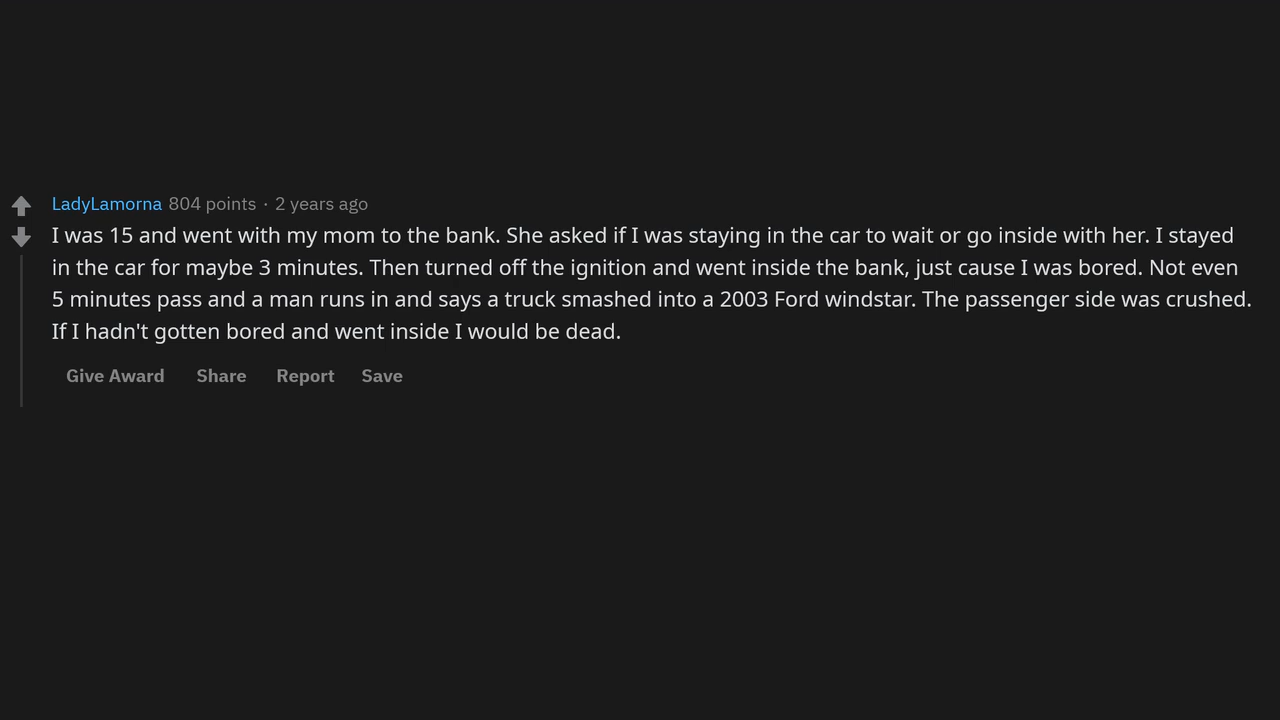 LadyLamorna 804 points · 2 years ago
I was 15 and went with my mom to the bank. She asked if I was staying in the car to wait or go inside with her. I stayed
in the car for maybe 3 minutes. Then turned off the ignition and went inside the bank, just cause I was bored. Not even
5 minutes pass and a man runs in and says a truck smashed into a 2003 Ford windstar. The passenger side was crushed.
If I hadn't gotten bored and went inside I would be dead.
Give Award Share Report Save